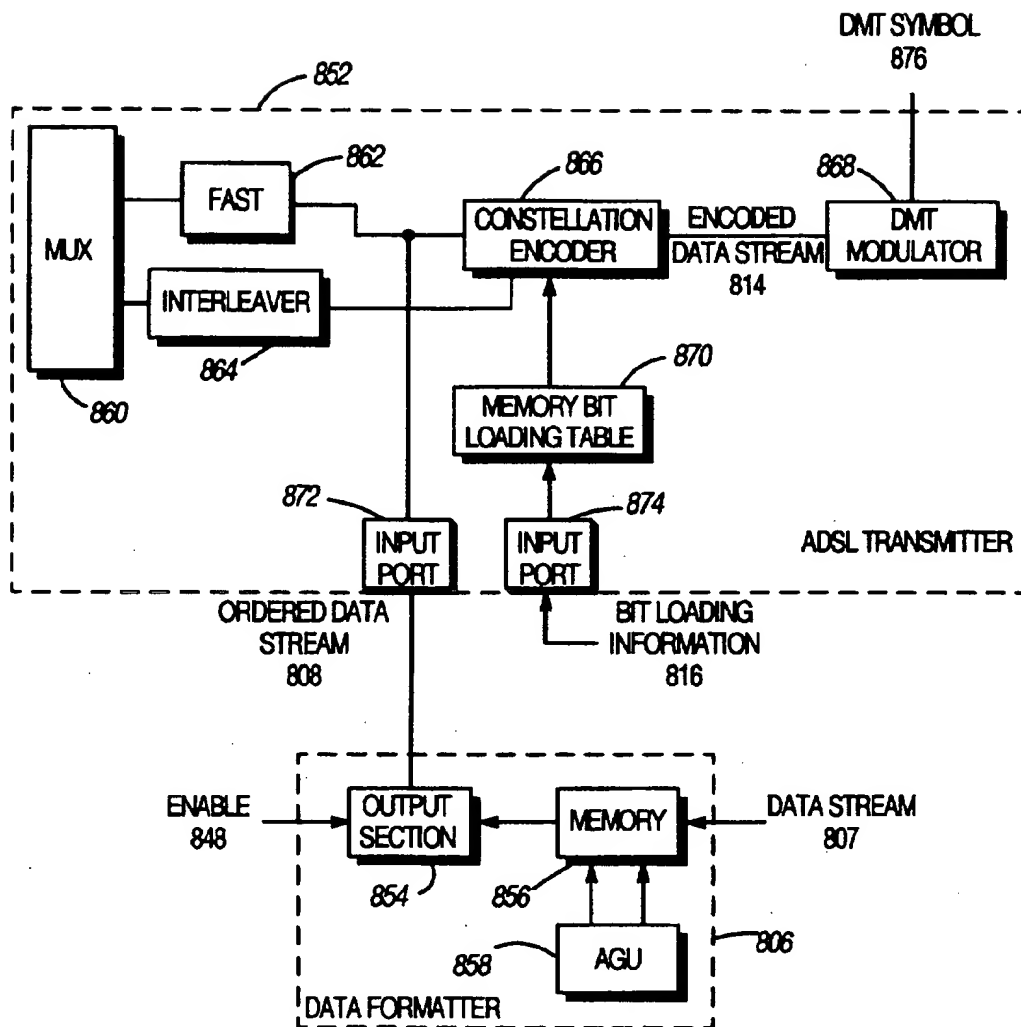 DMT SYMBOL
876
852
862
866
868
FAST
CONSTELLATION
ENCODER
ENCODED
DATA STREAM
814
DMT
MODULATOR
MUX
INTERLEAVER
864
860
870
MEMORY BIT
LOADING TABLE
872
874
INPUT
PORT
INPUT
PORT
ADSL TRANSMITTER
ORDERED DATA
STREAM
808
BIT LOADING
INFORMATION
816
ENABLE
848
OUTPUT
SECTION
MEMORY
DATA STREAM
807
854
856
858
AGU
806
DATA FORMATTER